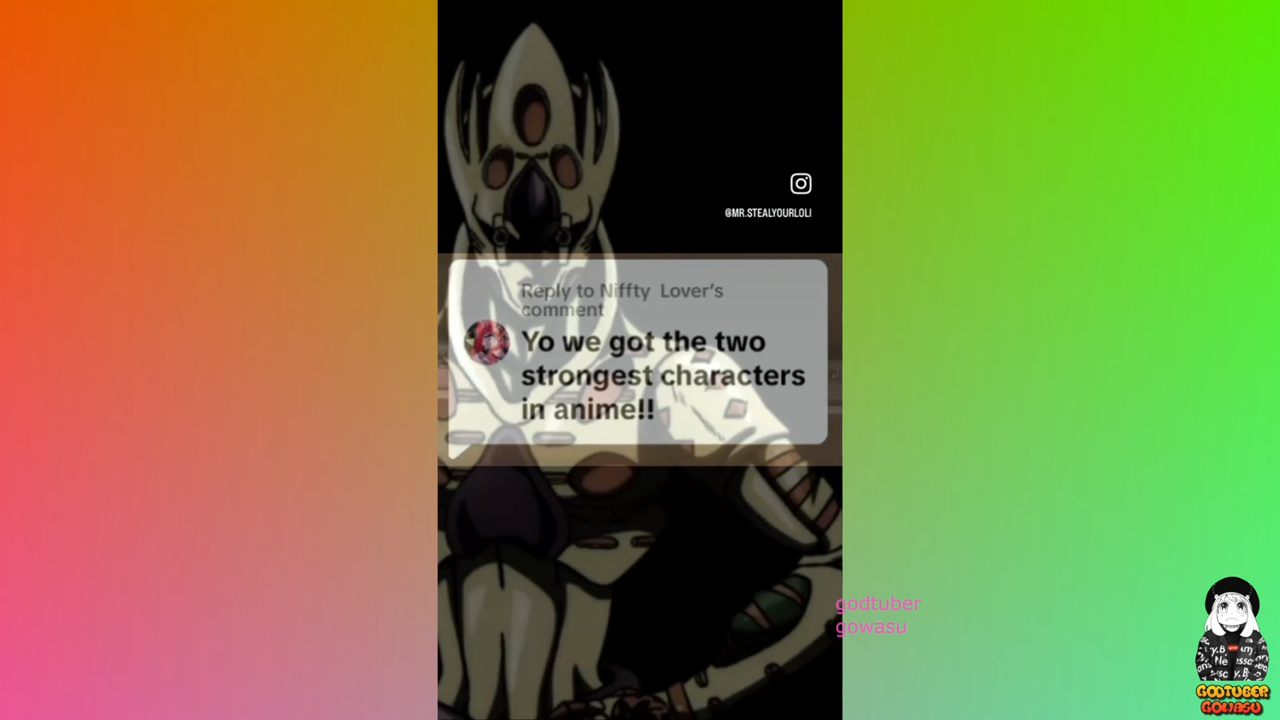 @MR.STEALYOURLOLI
Reply to Niffty Lover's
comment
Yo we got the two
strongest characters
in anime!!
godtuber
gowasu
GODTUBER
GOWASU